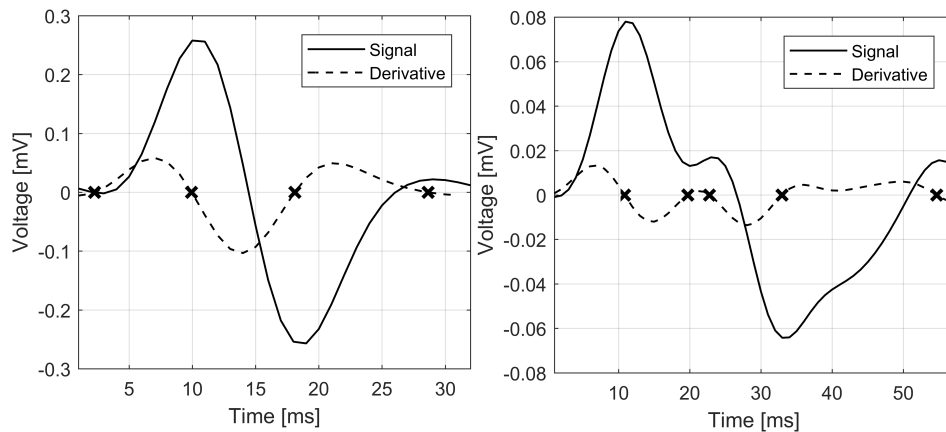 0.3
0.2
0.1
0
-0.1
-0.2
-0.3
Voltage [mV]
5 10 15 20 25 30
Time [ms]
Signal
Derivative
0.08
0.06
0.04
0.02
0
-0.02
-0.04
-0.06
-0.08
Voltage [mV]
10 20 30 40 50
Time [ms]
Signal
Derivative